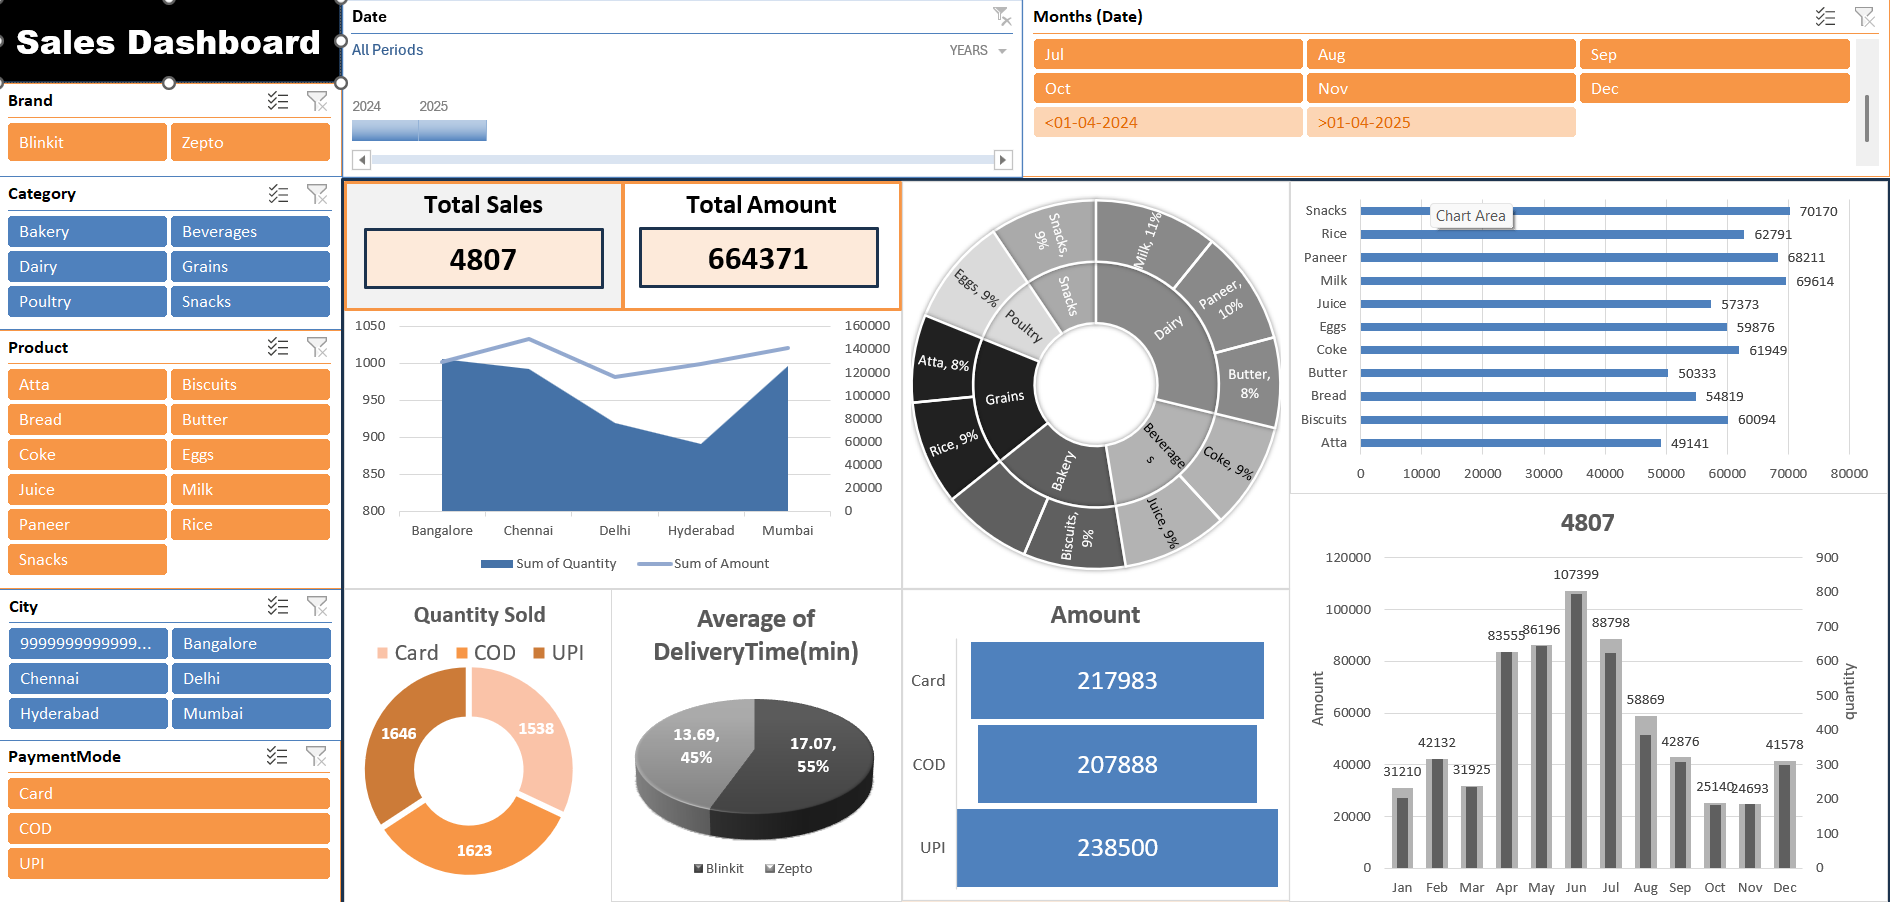 Sales Dashboard
Date
All Periods
YEARS
2024 2025
Months (Date)
Jul Aug Sep
Oct Nov Dec
<01-04-2024 >01-04-2025
Brand
Blinkit Zepto
Category
Bakery Beverages
Dairy Grains
Poultry Snacks
Product
Atta Biscuits
Bread Butter
Coke Eggs
Juice Milk
Paneer Rice
Snacks
City
9999999999999... Bangalore
Chennai Delhi
Hyderabad Mumbai
PaymentMode
Card
COD
UPI
Total Sales
4807
Total Amount
664371
1050
1000
950
900
850
800
160000
140000
120000
100000
80000
60000
40000
20000
0
Bangalore Chennai Delhi Hyderabad Mumbai
Sum of Quantity Sum of Amount
Milk, 11%
Paneer,
10%
Butter,
8%
Coke, 9%
Juice, 9%
Biscuits,
9%
Rice, 9%
Atta, 8%
Eggs, 9%
Snacks,
9%
Dairy
Beverage
s
Bakery
Grains
Poultry
Snacks
Chart Area
Snacks 70170
Rice 62791
Paneer 68211
Milk 69614
Juice 57373
Eggs 59876
Coke 61949
Butter 50333
Bread 54819
Biscuits 60094
Atta 49141
0 10000 20000 30000 40000 50000 60000 70000 80000
Quantity Sold
Card COD UPI
1646
1538
1623
Average of
DeliveryTime(min)
13.69,
45%
17.07,
55%
Blinkit Zepto
Amount
Card 217983
COD 207888
UPI 238500
4807
Amount
120000
100000
80000
60000
40000
20000
0
31210
42132
31925
83555
86196
107399
88798
58869
42876
25140
24693
41578
900
800
700
600
500
400
300
200
100
0
quantity
Jan Feb Mar Apr May Jun Jul Aug Sep Oct Nov Dec